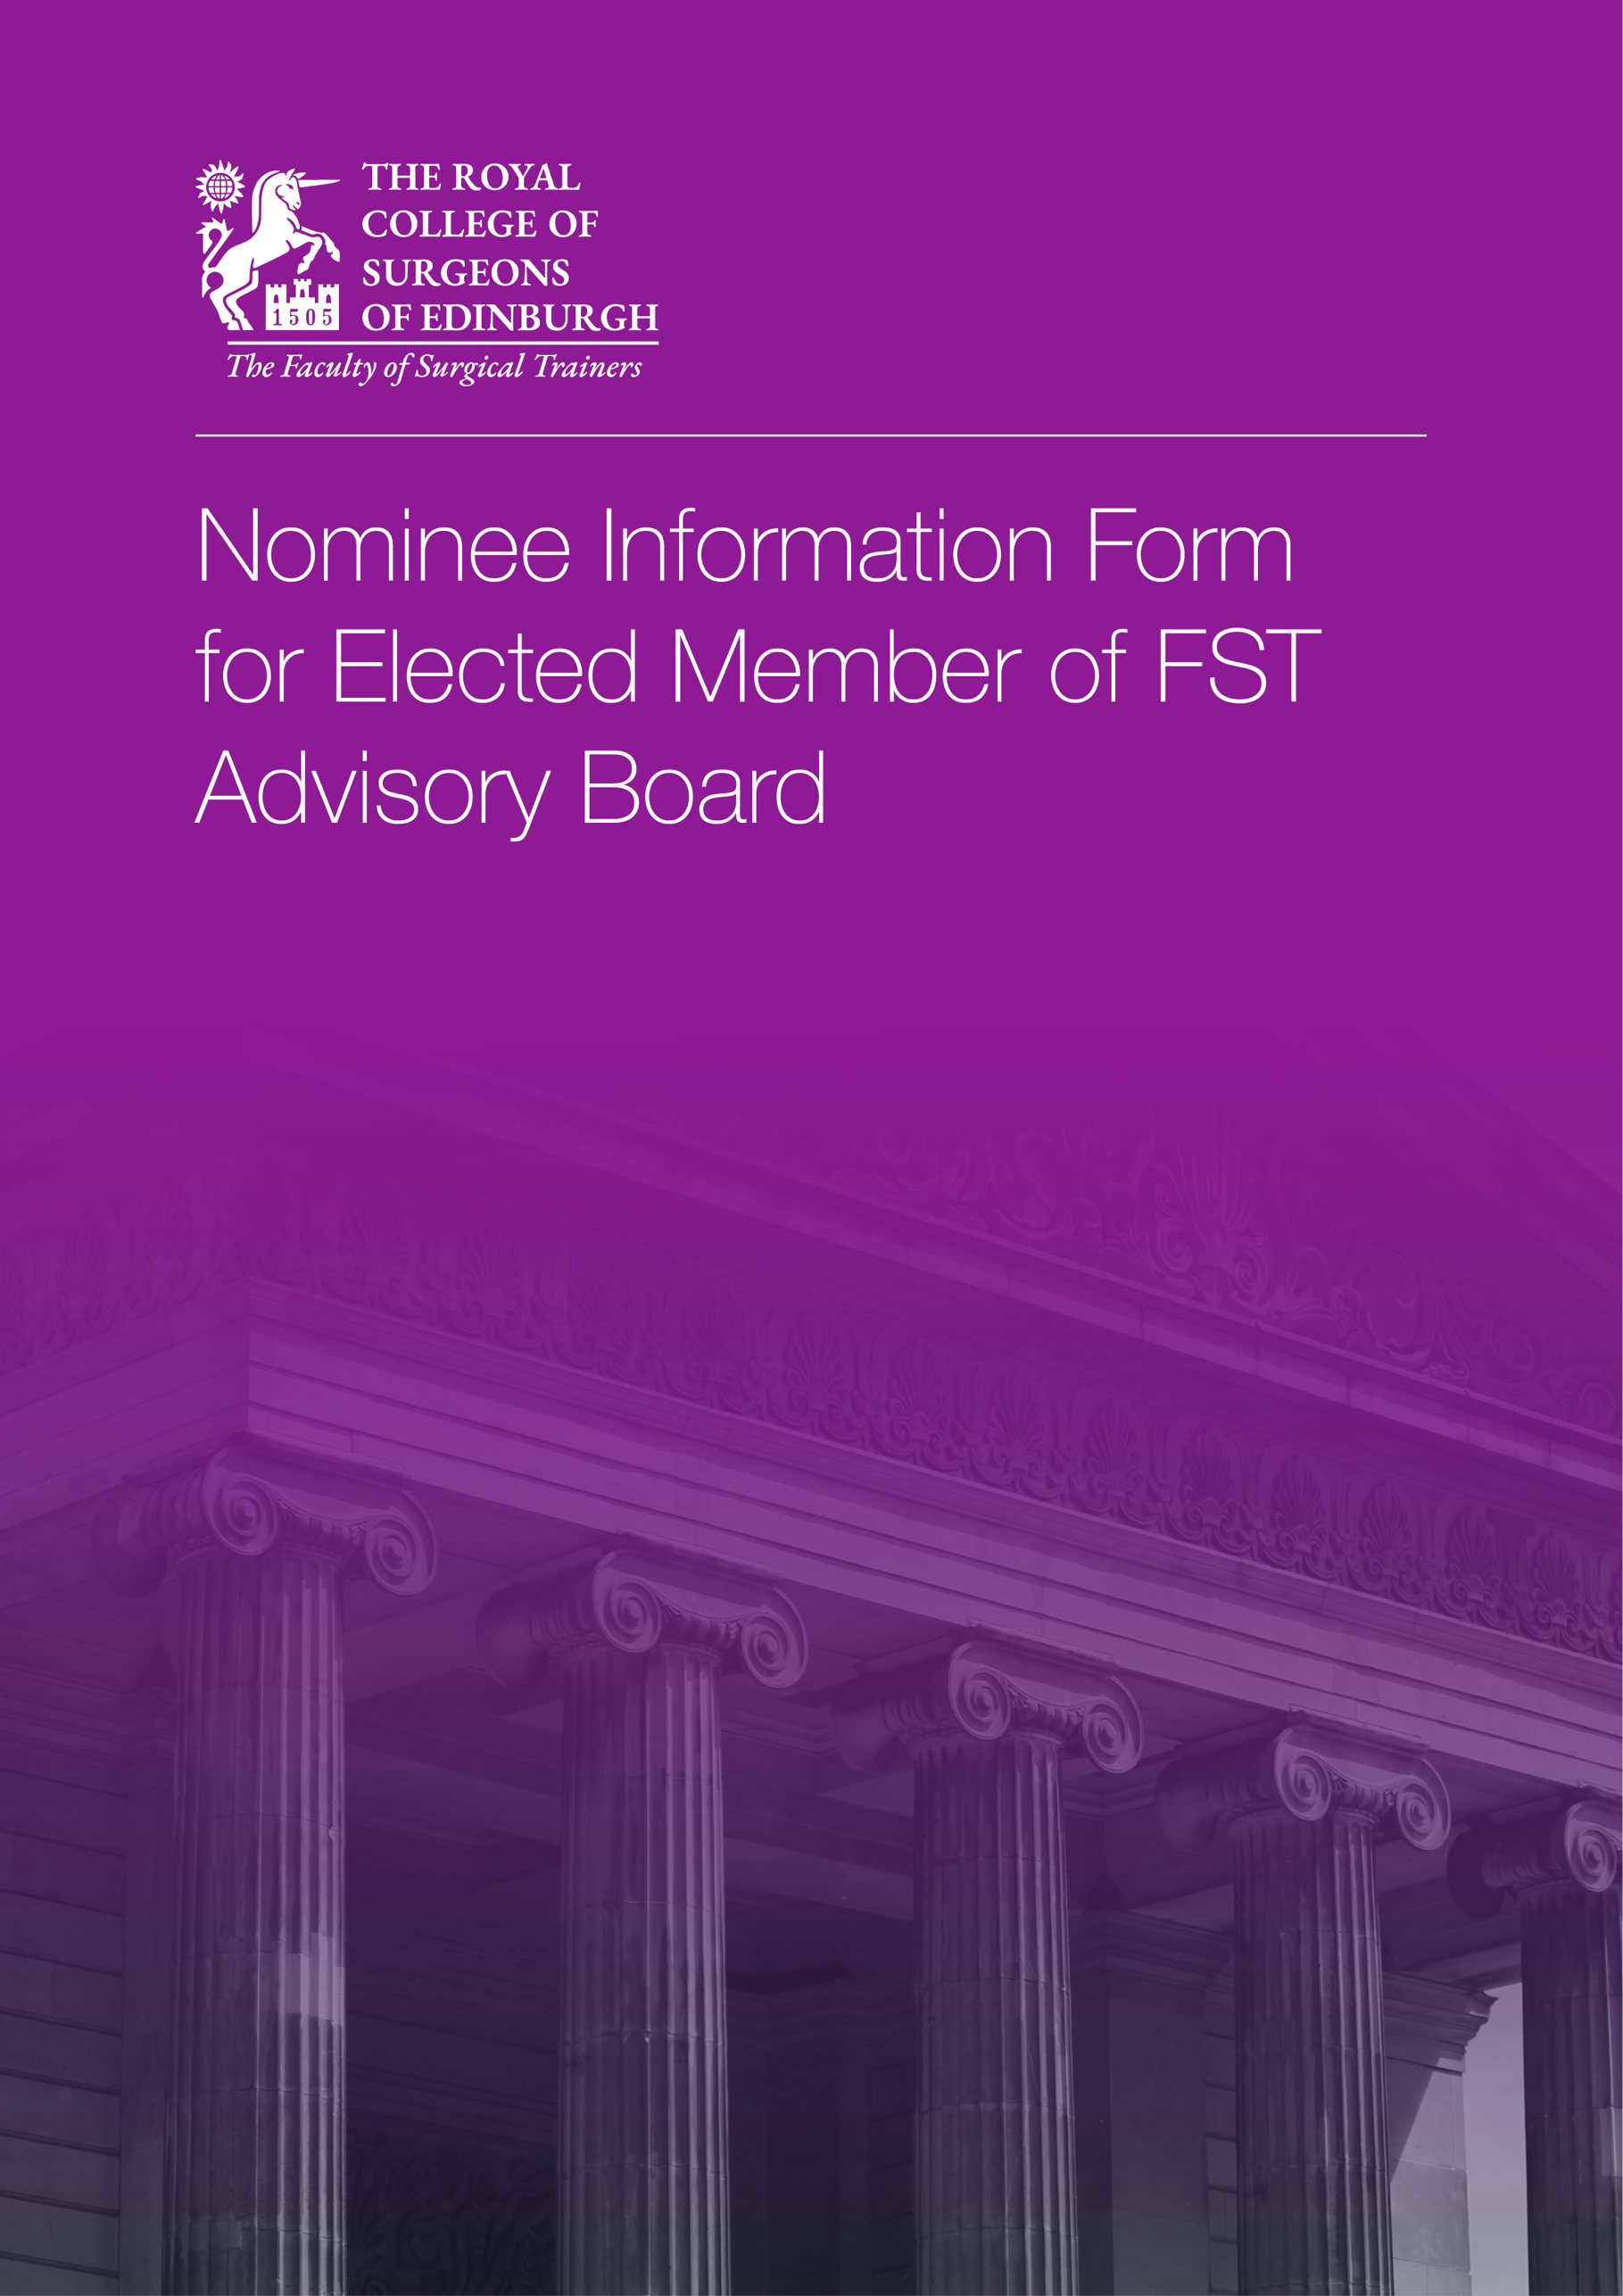 THE ROYAL
COLLEGE OF
SURGEONS
OF EDINBURGH
1505
The Faculty of Surgical Trainers
Nominee Information Form
for Elected Member of FST
Advisory Board